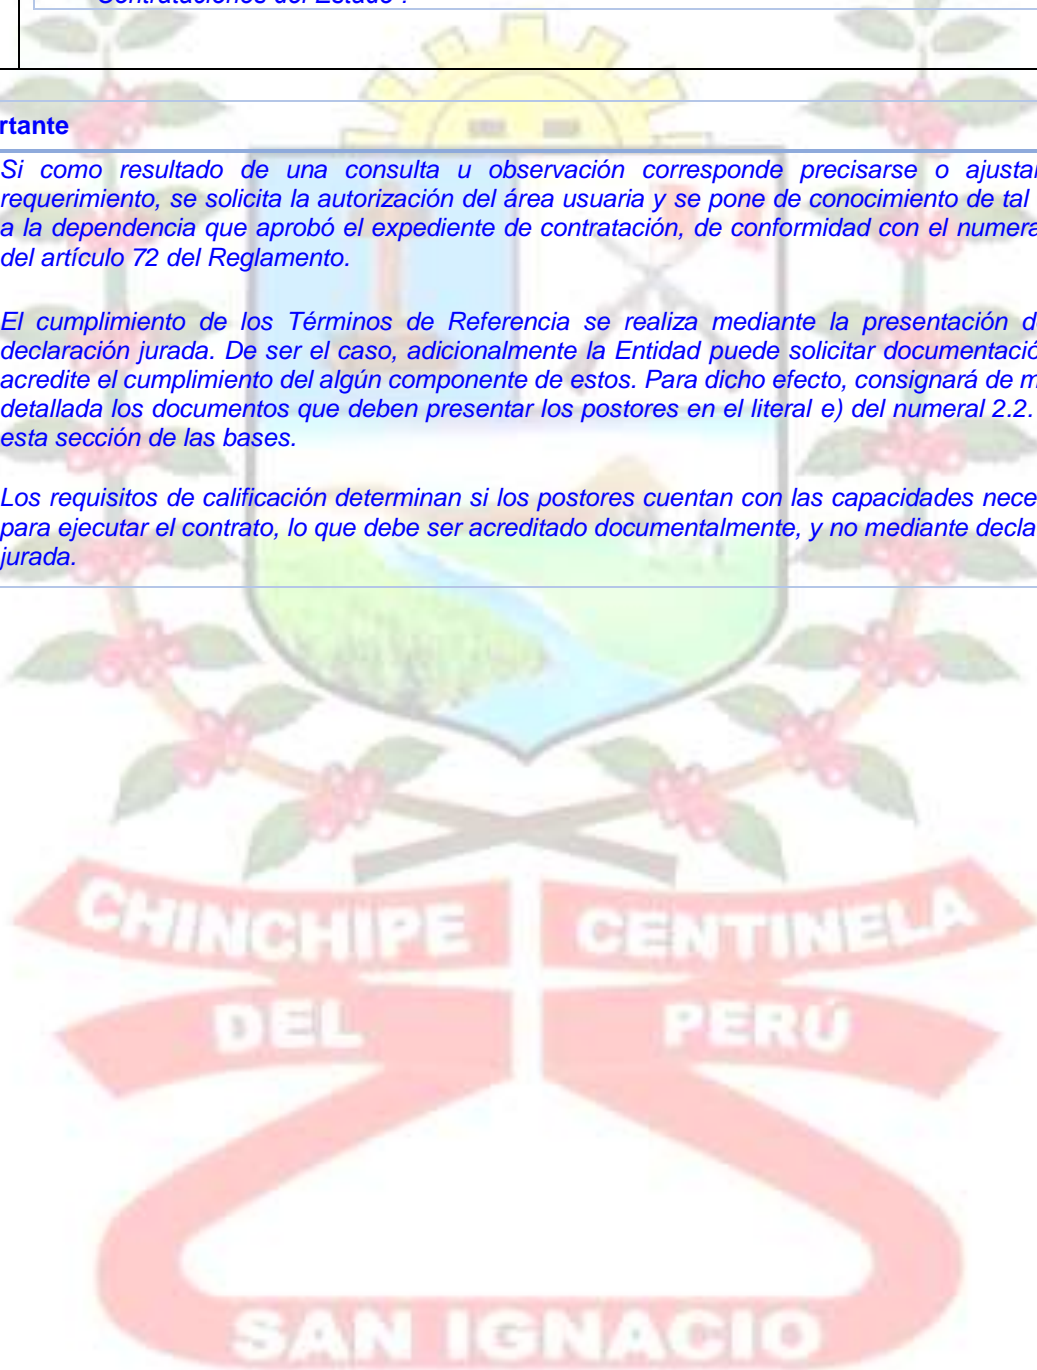 Contrataciones del Estado".
rtante
Si como resultado de una consulta u observación corresponde precisarse o ajusta
requerimiento, se solicita la autorización del área usuaria y se pone de conocimiento de tal
a la dependencia que aprobó el expediente de contratación, de conformidad con el numera
del artículo 72 del Reglamento.
El cumplimiento de los Términos de Referencia se realiza mediante la presentación d
declaración jurada. De ser el caso, adicionalmente la Entidad puede solicitar documentació
acredite el cumplimiento del algún componente de estos. Para dicho efecto, consignará de m
detallada los documentos que deben presentar los postores en el literal e) del numeral 2.2.
esta sección de las bases.
Los requisitos de calificación determinan si los postores cuentan con las capacidades nece
para ejecutar el contrato, lo que debe ser acreditado documentalmente, y no mediante decla
jurada.
CHINCHIPE CENTINELA
DEL PERÚ
SAN IGNACIO